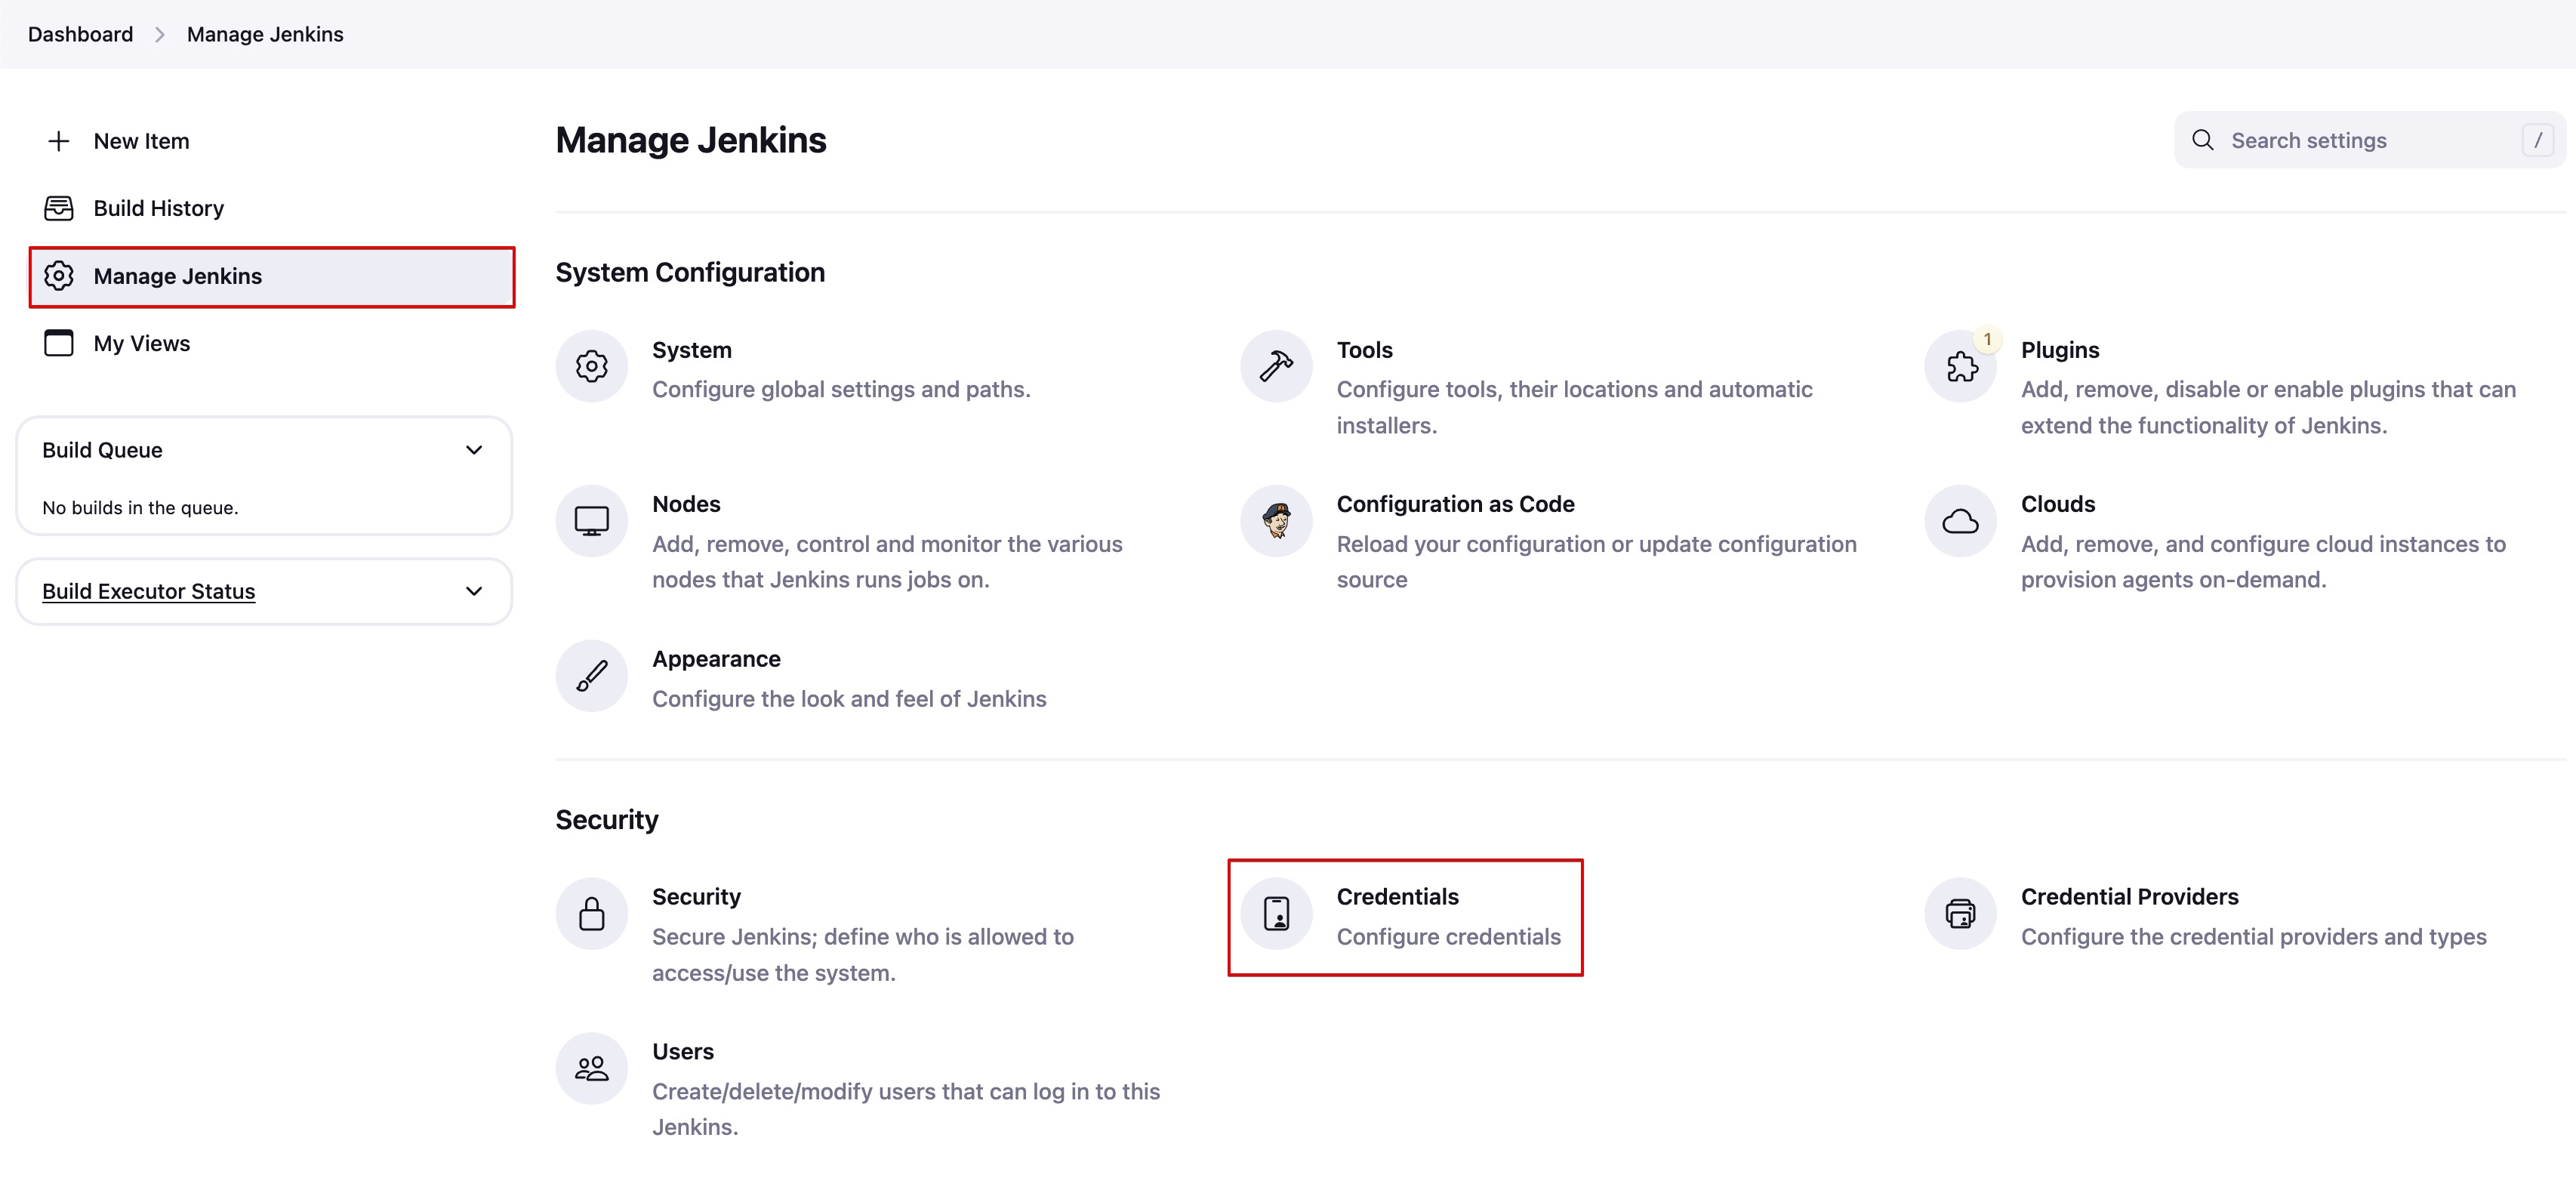 Dashboard > Manage Jenkins
New Item
Build History
Manage Jenkins
My Views
Build Queue
No builds in the queue.
Build Executor Status
Manage Jenkins
Search settings /
System Configuration
System
Configure global settings and paths.
Tools
Configure tools, their locations and automatic
installers.
1
Plugins
Add, remove, disable or enable plugins that can
extend the functionality of Jenkins.
Nodes
Add, remove, control and monitor the various
nodes that Jenkins runs jobs on.
Configuration as Code
Reload your configuration or update configuration
source
Clouds
Add, remove, and configure cloud instances to
provision agents on-demand.
Appearance
Configure the look and feel of Jenkins
Security
Security
Secure Jenkins; define who is allowed to
access/use the system.
Credentials
Configure credentials
Credential Providers
Configure the credential providers and types
Users
Create/delete/modify users that can log in to this
Jenkins.